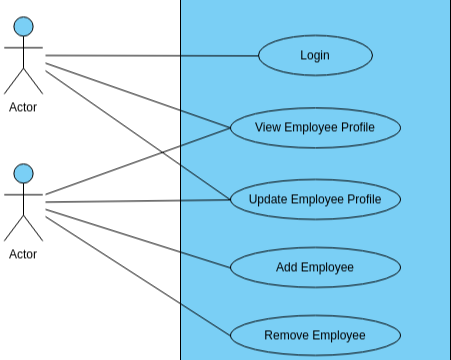 Login
Actor
View Employee Profile
Update Employee Profile
Actor
Add Employee
Remove Employee